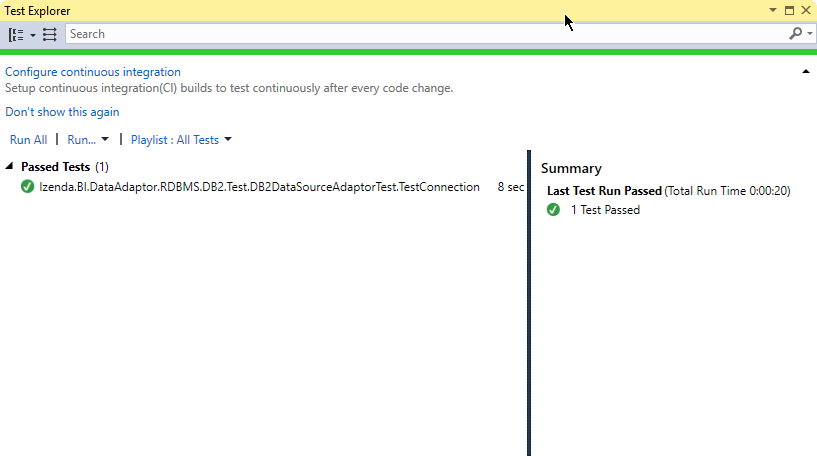 Test Explorer
Search
Configure continuous integration
Setup continuous integration(CI) builds to test continuously after every code change.
Don't show this again
Run All | Run... | Playlist : All Tests
Passed Tests (1)
Izenda.BI.DataAdaptor.RDBMS.DB2.Test.DB2DataSourceAdaptorTest.TestConnection 8 sec
Summary
Last Test Run Passed (Total Run Time 0:00:20)
1 Test Passed